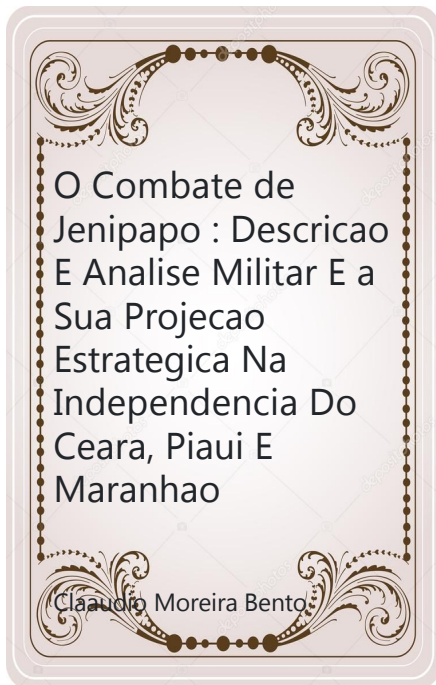 O Combate de
Jenipapo : Descricao
E Analise Militar E a
Sua Projecao
Estrategica Na
Independencia Do
Ceara, Piaui E
Maranhao
Claaudio Moreira Bento